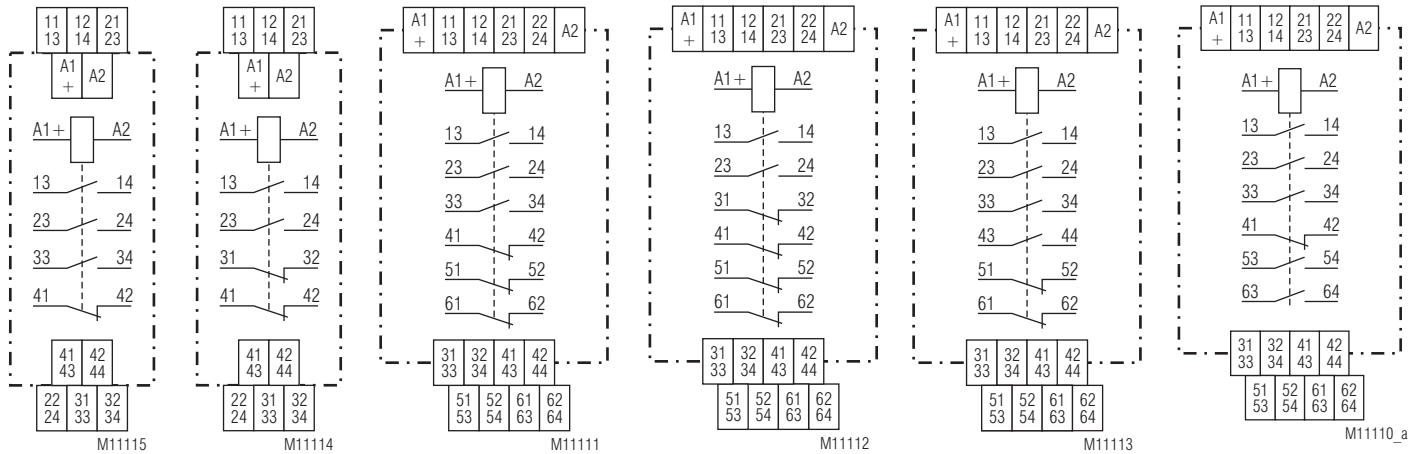 11 12 21
13 14 23
A1 A2
+
A1+ A2
13 14
23 24
33 34
41 42
41 42
43 44
22 31 32
24 33 34
M11115
11 12 21
13 14 23
A1 A2
+
A1+ A2
13 14
23 24
31 32
41 42
41 42
43 44
22 31 32
24 33 34
M11114
A1 11 12 21 22 A2
+ 13 14 23 24
A1+ A2
13 14
23 24
33 34
41 42
51 52
61 62
31 32 41 42
33 34 43 44
51 52 61 62
53 54 63 64
M11111
A1 11 12 21 22 A2
+ 13 14 23 24
A1+ A2
13 14
23 24
31 32
41 42
51 52
61 62
31 32 41 42
33 34 43 44
51 52 61 62
53 54 63 64
M11112
A1 11 12 21 22 A2
+ 13 14 23 24
A1+ A2
13 14
23 24
33 34
43 44
51 52
61 62
31 32 41 42
33 34 43 44
51 52 61 62
53 54 63 64
M11113
A1 11 12 21 22 A2
+ 13 14 23 24
A1+ A2
13 14
23 24
33 34
41 42
53 54
63 64
31 32 41 42
33 34 43 44
51 52 61 62
53 54 63 64
M11110_a